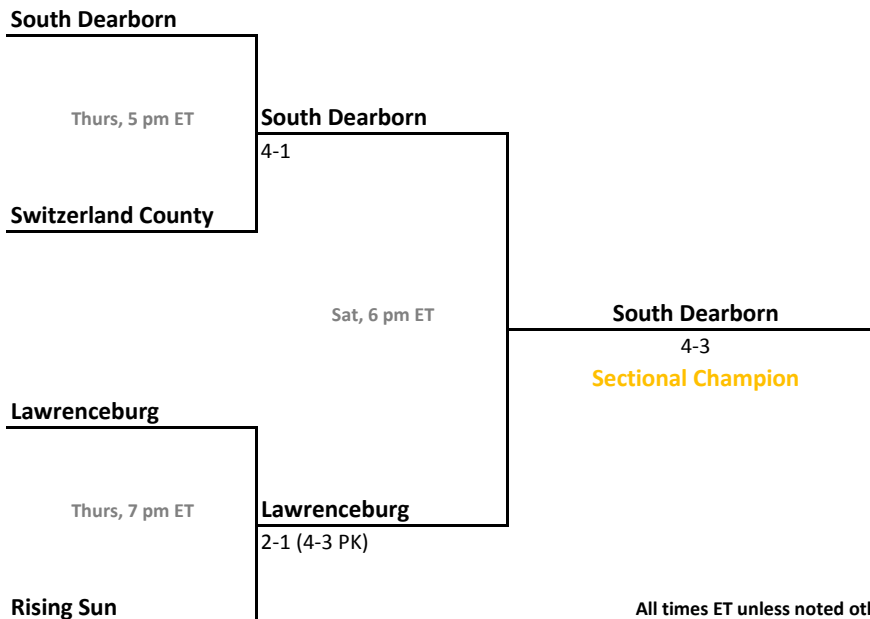 South Dearborn
Thurs, 5 pm ET
South Dearborn
4-1
Switzerland County
Sat, 6 pm ET
South Dearborn
4-3
Sectional Champion
Lawrenceburg
Thurs, 7 pm ET
Lawrenceburg
2-1 (4-3 PK)
Rising Sun
All times ET unless noted